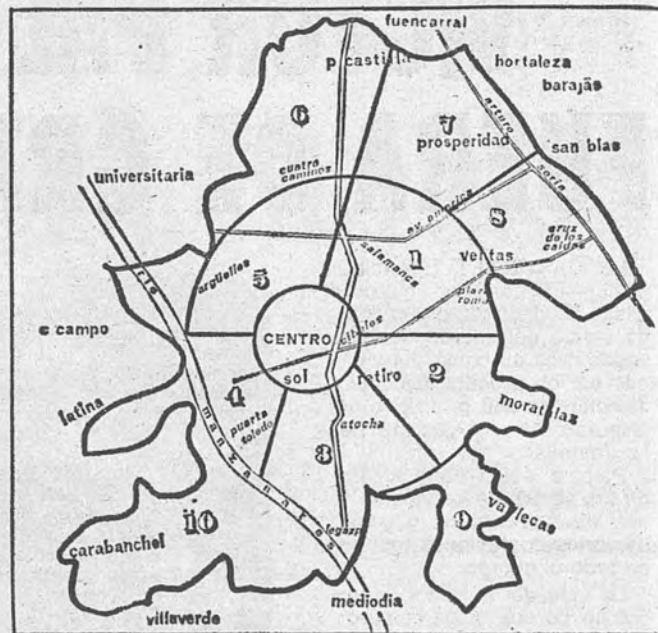 fuencarral
p. castilla
hortaleza
barajas
6
7
arturo
prosperidad
san blas
soria
universitaria
cuatro
caminos
av. america
8
cruz
de los
caidos
salamanca
1
ventas
plaza
roma
argüelles
5
rio
c campo
CENTRO
cibeles
sol
retiro
2
4
latina
puerta
toledo
moratalaz
manzanares
atocha
3
9
vallecas
10
legazpi
carabanchel
mediodia
villaverde